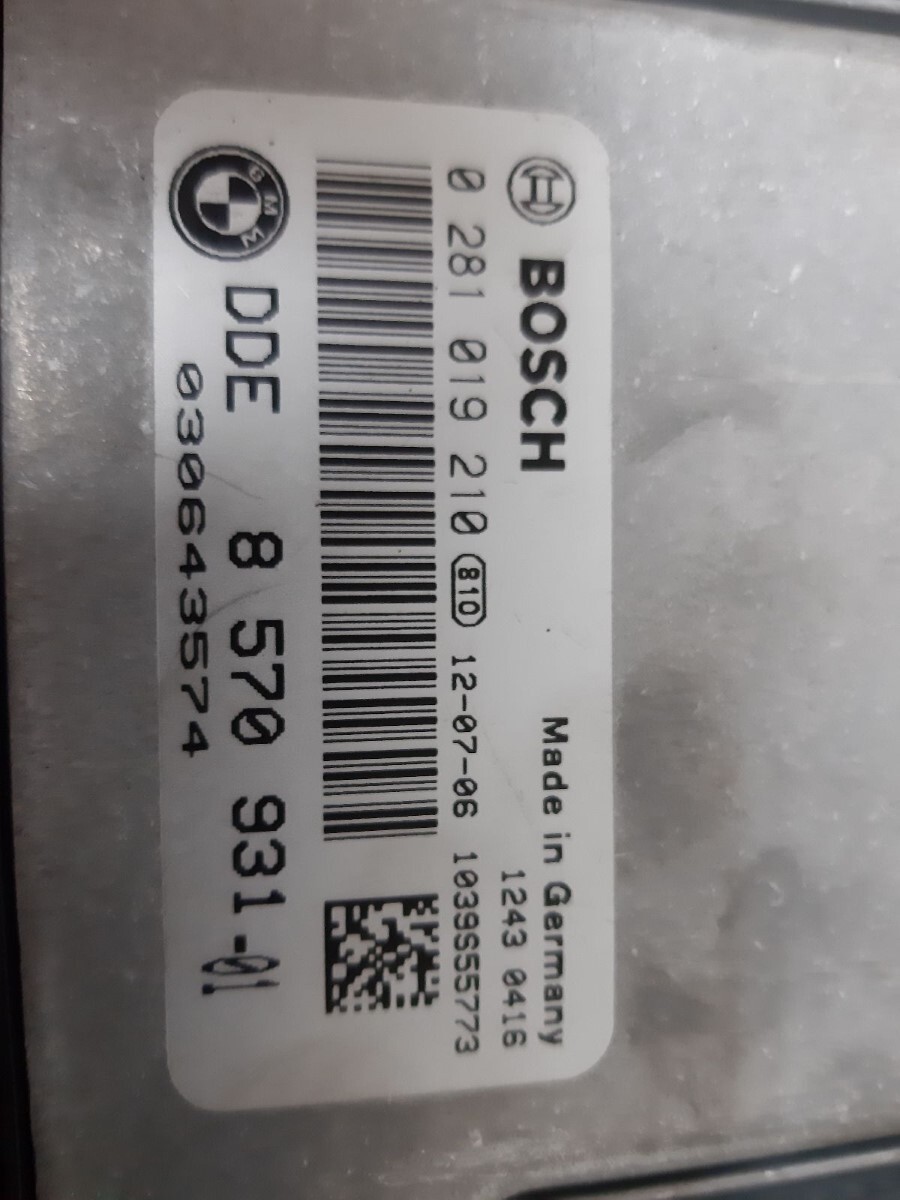 BOSCH
Made in Germany
1243 0416
0 281 019 210 810 12-07-06 1039S55773
BMW DDE 8 570 931-01
030643574